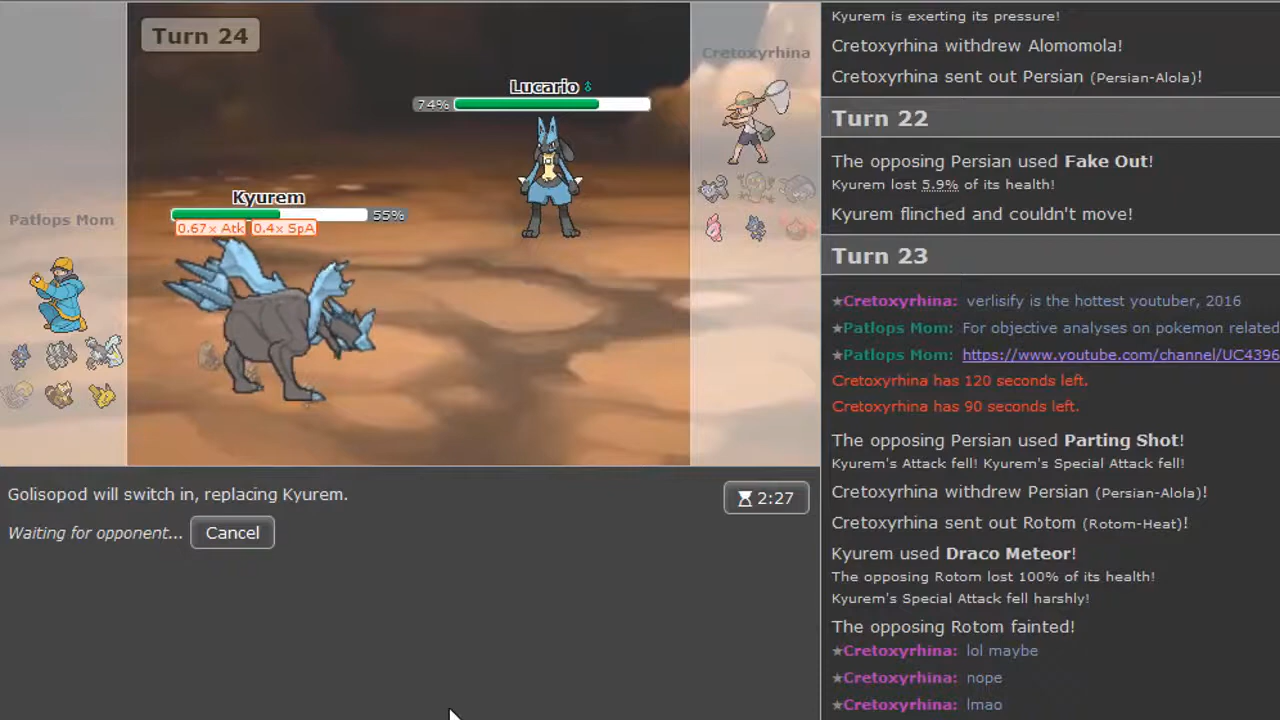 Turn 24
Lucario ♂
74%
Kyurem
55%
0.67× Atk 0.4× SpA
Patlops Mom
Cretoxyrhina
Golisopod will switch in, replacing Kyurem.
2:27
Waiting for opponent... Cancel
Kyurem is exerting its pressure!
Cretoxyrhina withdrew Alomomola!
Cretoxyrhina sent out Persian (Persian-Alola)!
Turn 22
The opposing Persian used Fake Out!
Kyurem lost 5.9% of its health!
Kyurem flinched and couldn't move!
Turn 23
★Cretoxyrhina: verlisify is the hottest youtuber, 2016
★Patlops Mom: For objective analyses on pokemon related
★Patlops Mom: https://www.youtube.com/channel/UC4396
Cretoxyrhina has 120 seconds left.
Cretoxyrhina has 90 seconds left.
The opposing Persian used Parting Shot!
Kyurem's Attack fell! Kyurem's Special Attack fell!
Cretoxyrhina withdrew Persian (Persian-Alola)!
Cretoxyrhina sent out Rotom (Rotom-Heat)!
Kyurem used Draco Meteor!
The opposing Rotom lost 100% of its health!
Kyurem's Special Attack fell harshly!
The opposing Rotom fainted!
★Cretoxyrhina: lol maybe
★Cretoxyrhina: nope
★Cretoxyrhina: lmao